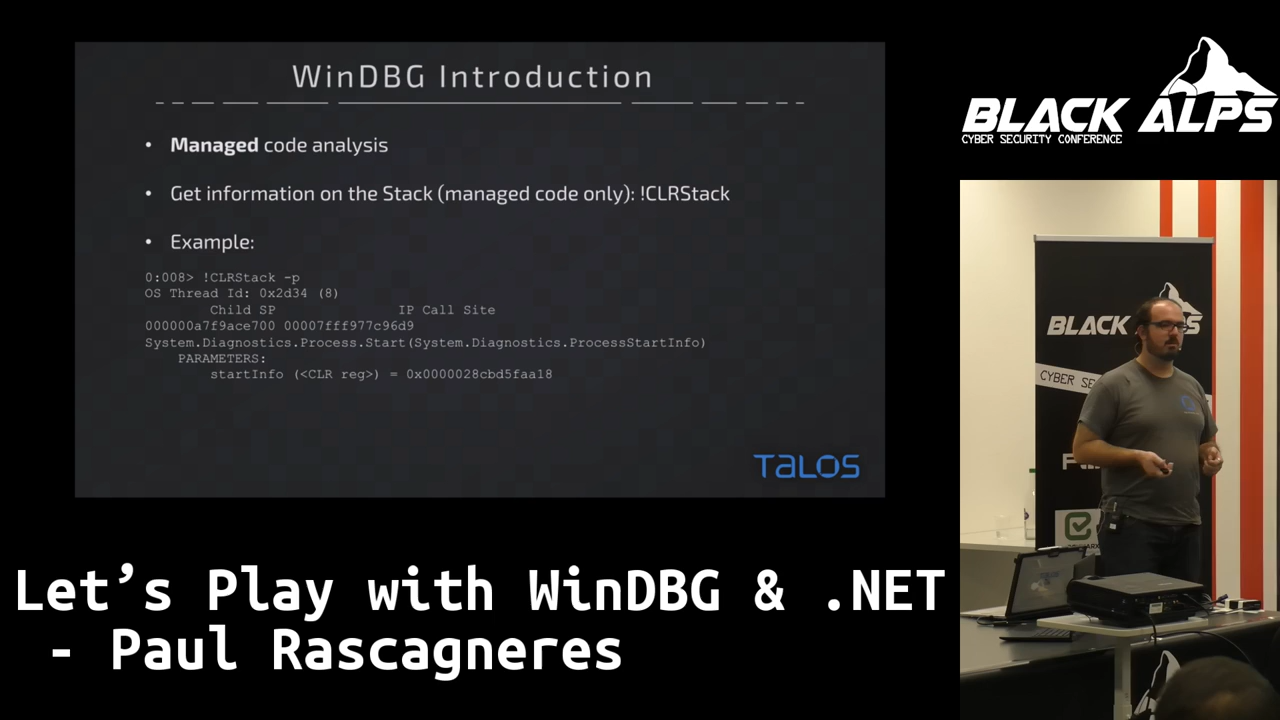 WinDBG Introduction
• Managed code analysis
• Get information on the Stack (managed code only): !CLRStack
• Example:
0:008> !CLRStack -p
OS Thread Id: 0x2d34 (8)
Child SP IP Call Site
000000a7f9ace700 00007fff977c96d9
System.Diagnostics.Process.Start(System.Diagnostics.ProcessStartInfo)
PARAMETERS:
startInfo (<CLR reg>) = 0x0000028cbd5faa18
TALOS
BLACK ALPS
CYBER SECURITY CONFERENCE
BLACK
CYBER
Let’s Play with WinDBG & .NET
- Paul Rascagneres